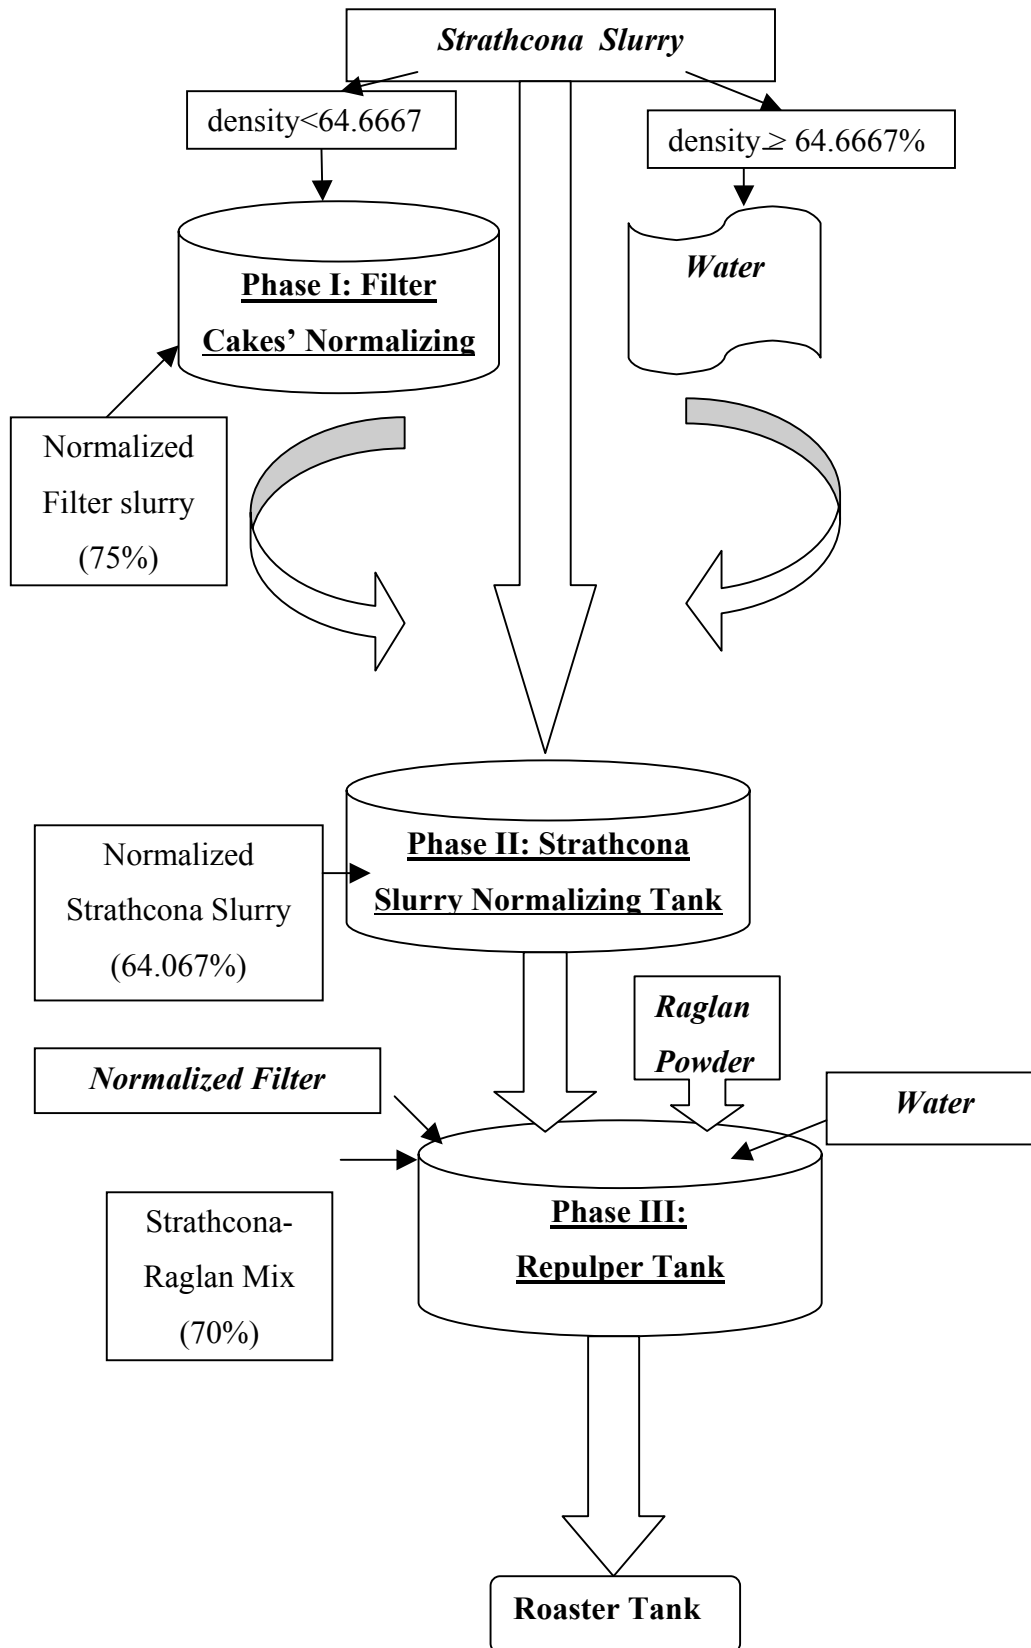 Strathcona Slurry
density<64.6667
density ≥ 64.6667%
Phase I: Filter
Cakes’ Normalizing
Water
Normalized
Filter slurry
(75%)
Phase II: Strathcona
Slurry Normalizing Tank
Normalized
Strathcona Slurry
(64.067%)
Raglan
Powder
Normalized Filter
Water
Phase III:
Repulper Tank
Strathcona-
Raglan Mix
(70%)
Roaster Tank